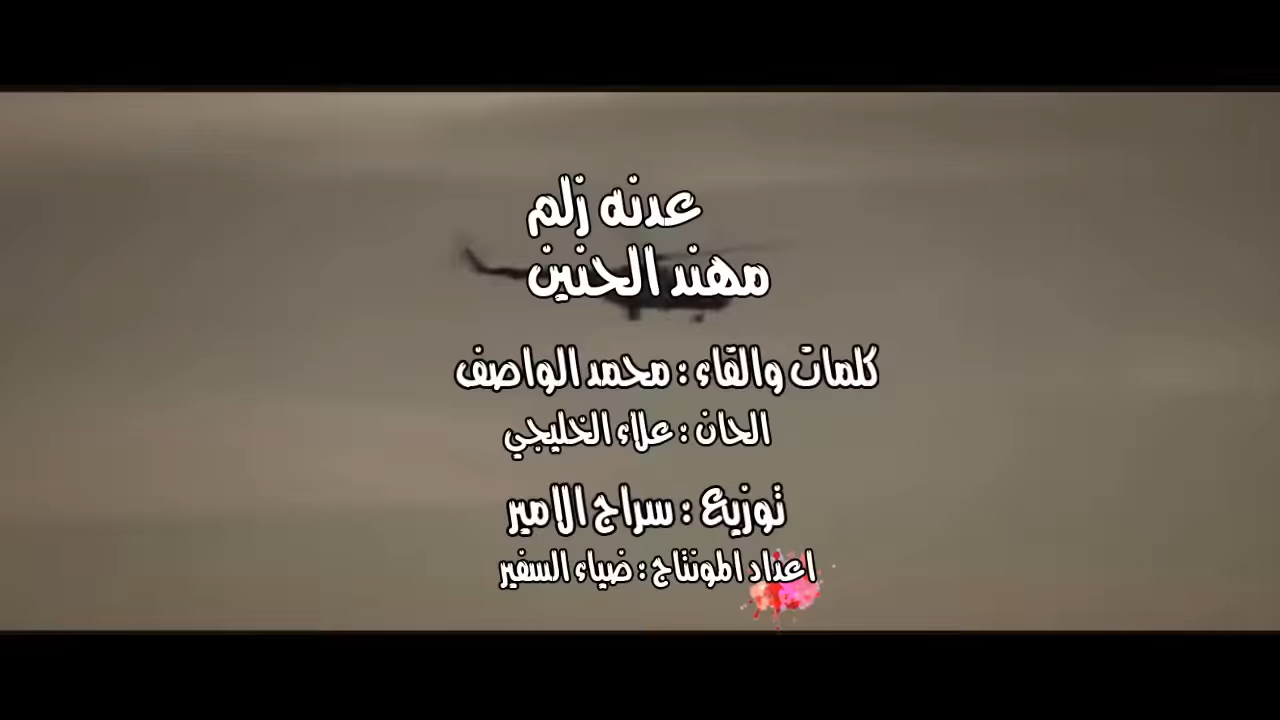 عدنه زلم
مهند الحنين
كلمات والقاء : محمد الواصف
الحان : علاء الخليجي
توزيع : سراج الامير
اعداد المونتاج : ضياء السفير